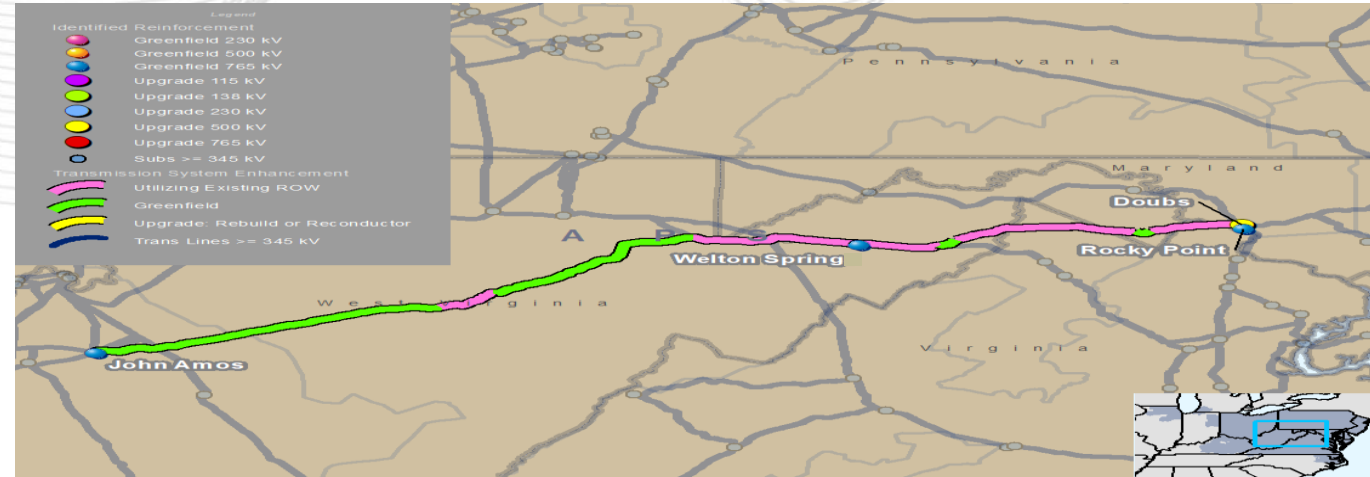 Legend
Identified Reinforcement
Greenfield 230 kV
Greenfield 500 kV
Greenfield 765 kV
Upgrade 115 kV
Upgrade 138 kV
Upgrade 230 kV
Upgrade 500 kV
Upgrade 765 kV
Subs >= 345 kV
Transmission System Enhancement
Utilizing Existing ROW
Greenfield
Upgrade: Rebuild or Reconductor
Trans Lines >= 345 kV
Pennsylvania
Maryland
Doubs
A P S
Rocky Point
Welton Spring
West Virginia
Virginia
John Amos